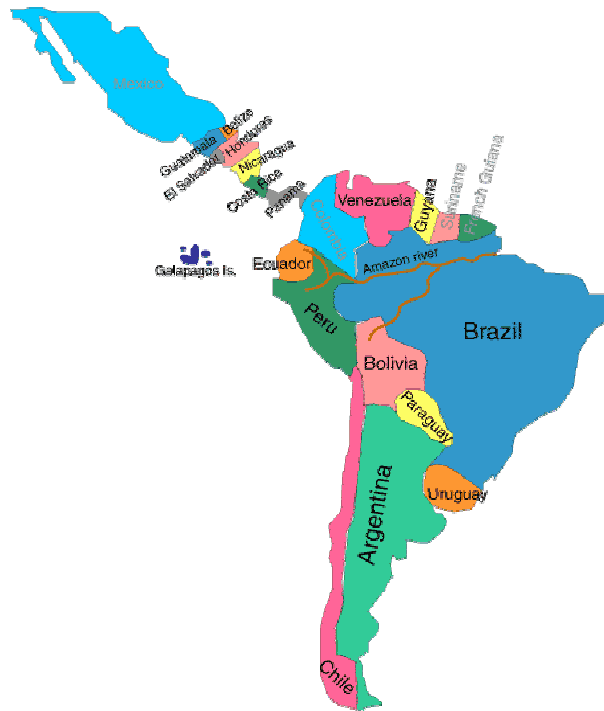 Mexico
Belize
Guatemala
Honduras
El Salvador
Nicaragua
Costa Rica
Panama
Venezuela
Guyana
Suriname
French Guiana
Colombia
Galapagos Is.
Ecuador
Amazon river
Peru
Brazil
Bolivia
Paraguay
Uruguay
Argentina
Chile